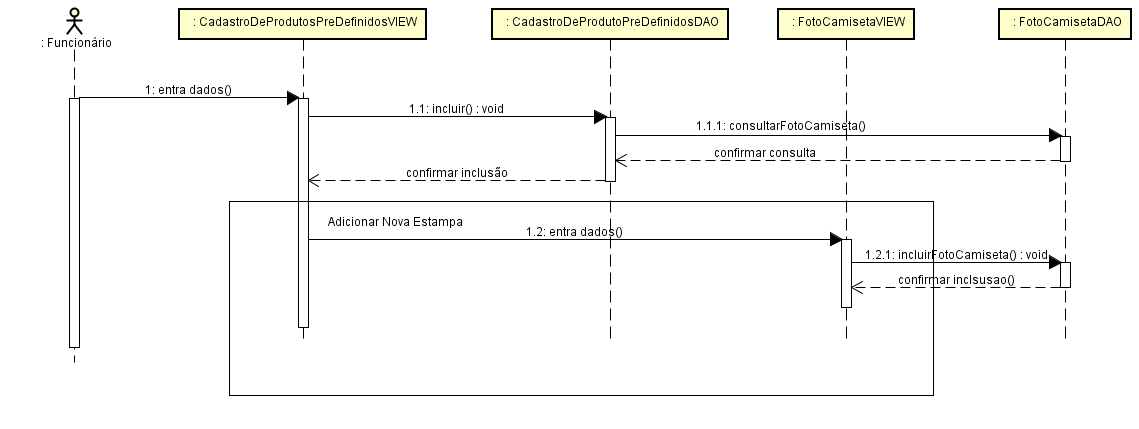 : CadastroDeProdutosPreDefinidosVIEW
: CadastroDeProdutoPreDefinidosDAO
: FotoCamisetaVIEW
: FotoCamisetaDAO
: Funcionário
1: entra dados()
1.1: incluir() : void
1.1.1: consultarFotoCamiseta()
confirmar consulta
confirmar inclusão
Adicionar Nova Estampa
1.2: entra dados()
1.2.1: incluirFotoCamiseta() : void
confirmar inclsusao()